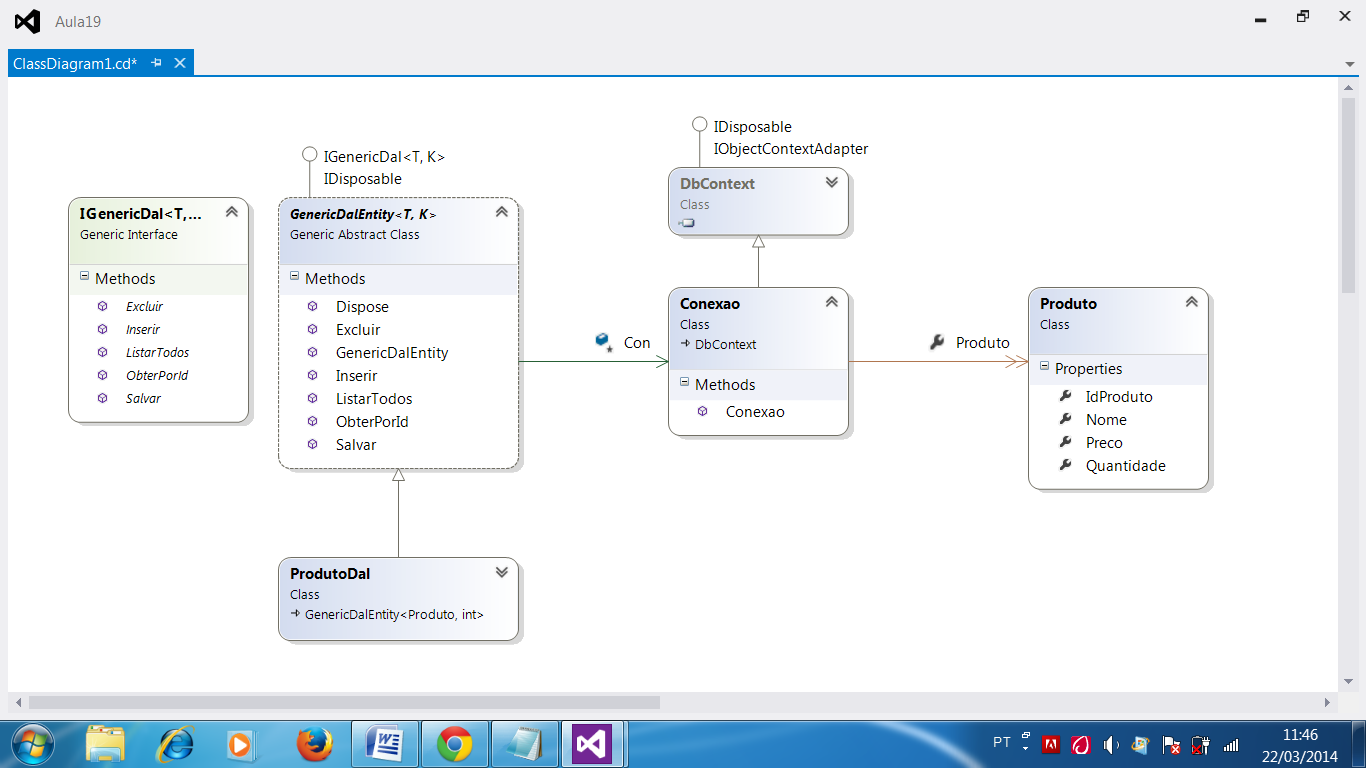 Aula19
ClassDiagram1.cd*
IDisposable
IObjectContextAdapter
IGenericDal<T, K>
IDisposable
IGenericDal<T,...
Generic Interface
Methods
Excluir
Inserir
ListarTodos
ObterPorId
Salvar
GenericDalEntity<T, K>
Generic Abstract Class
Methods
Dispose
Excluir
GenericDalEntity
Inserir
ListarTodos
ObterPorId
Salvar
Con
DbContext
Class
Conexao
Class
DbContext
Methods
Conexao
Produto
Produto
Class
Properties
IdProduto
Nome
Preco
Quantidade
ProdutoDal
Class
GenericDalEntity<Produto, int>
PT
11:46
22/03/2014